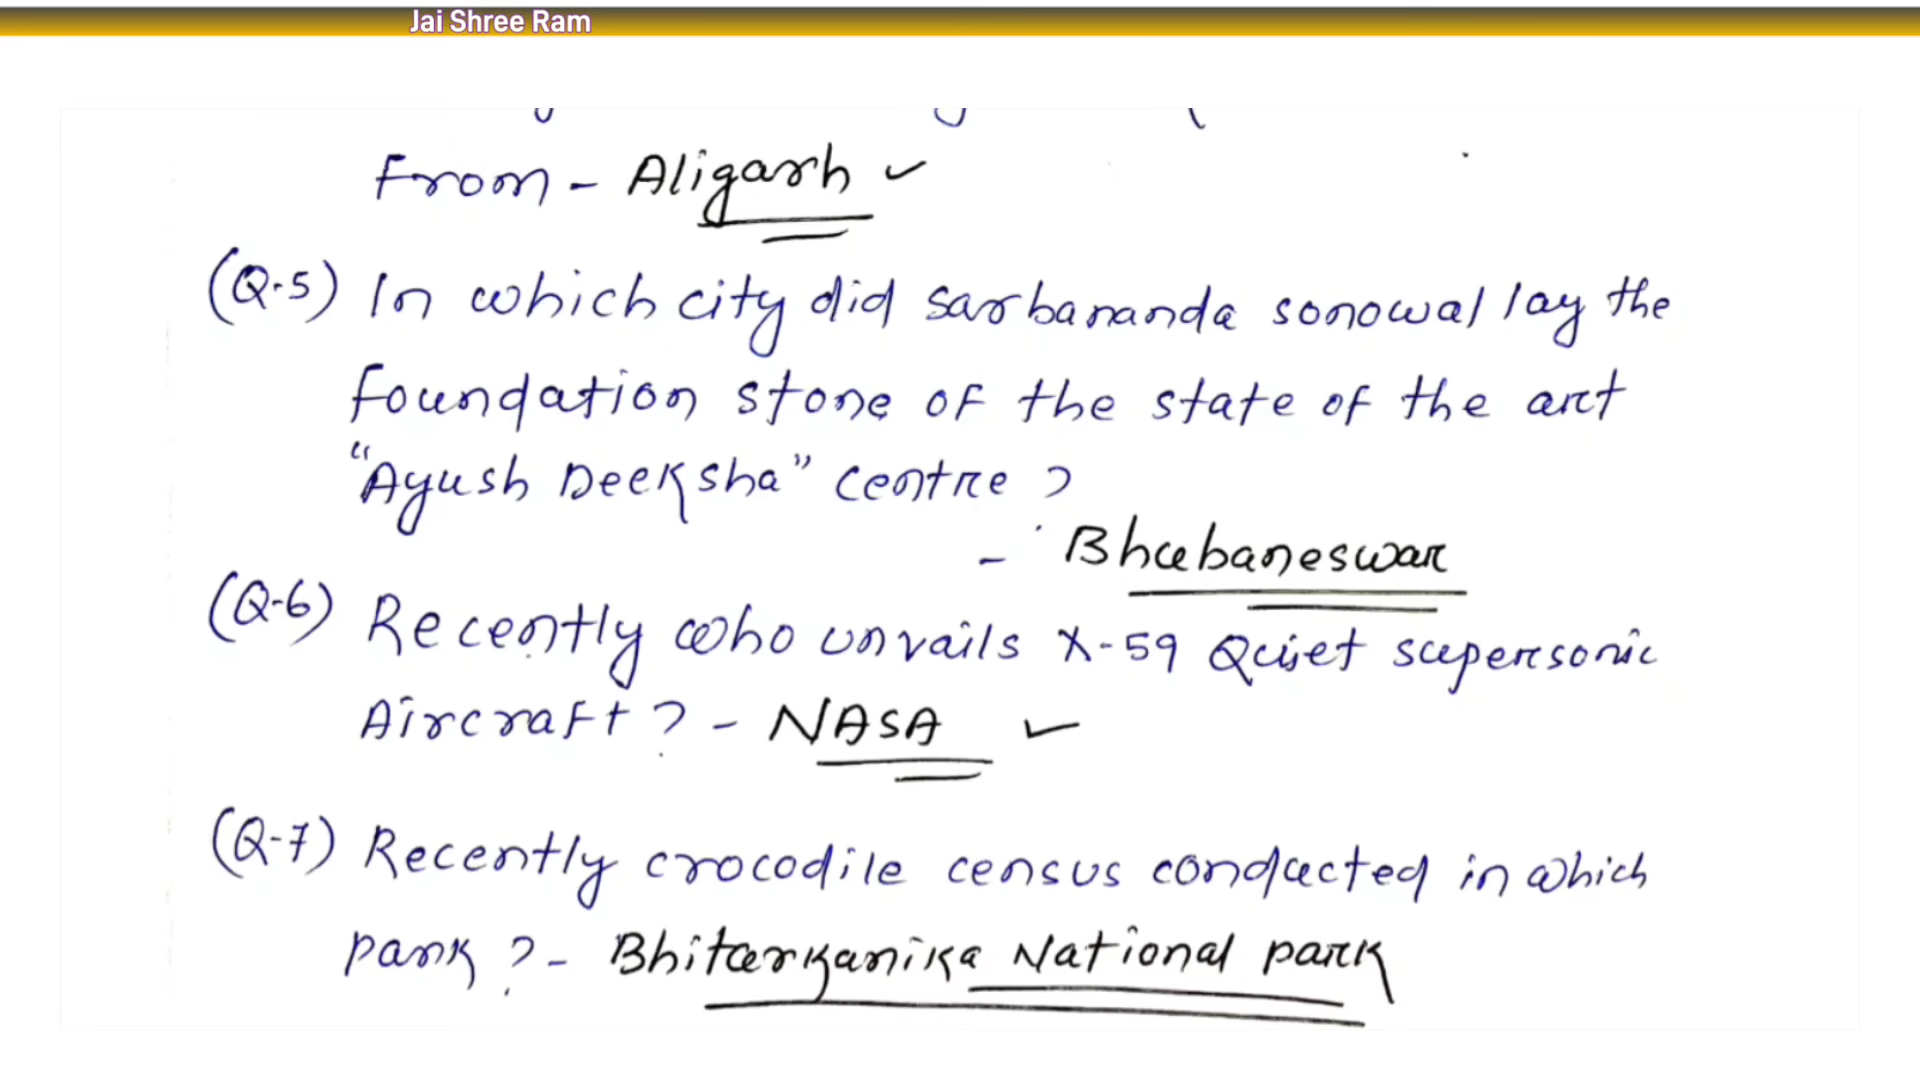 Jai Shree Ram
From - Aligarh ✓
(Q.5) In which city did sarbananda sonowal lay the
foundation stone of the state of the art
"Ayush Deeksha" centre ?
- Bhubaneswar
(Q-6) Recently who unvails X-59 Quiet supersonic
Aircraft ? - NASA ✓
(Q-7) Recently crocodile census conducted in which
park ? - Bhitarkanika National park